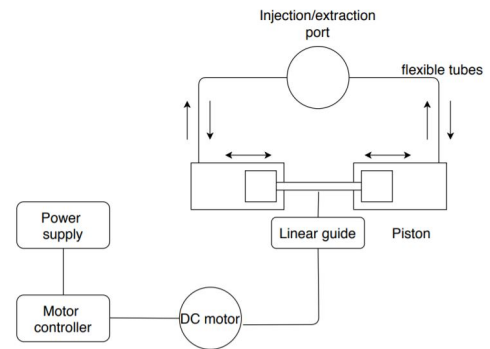 Injection/extraction
port
flexible tubes
Power
supply
Linear guide
Piston
Motor
controller
DC motor